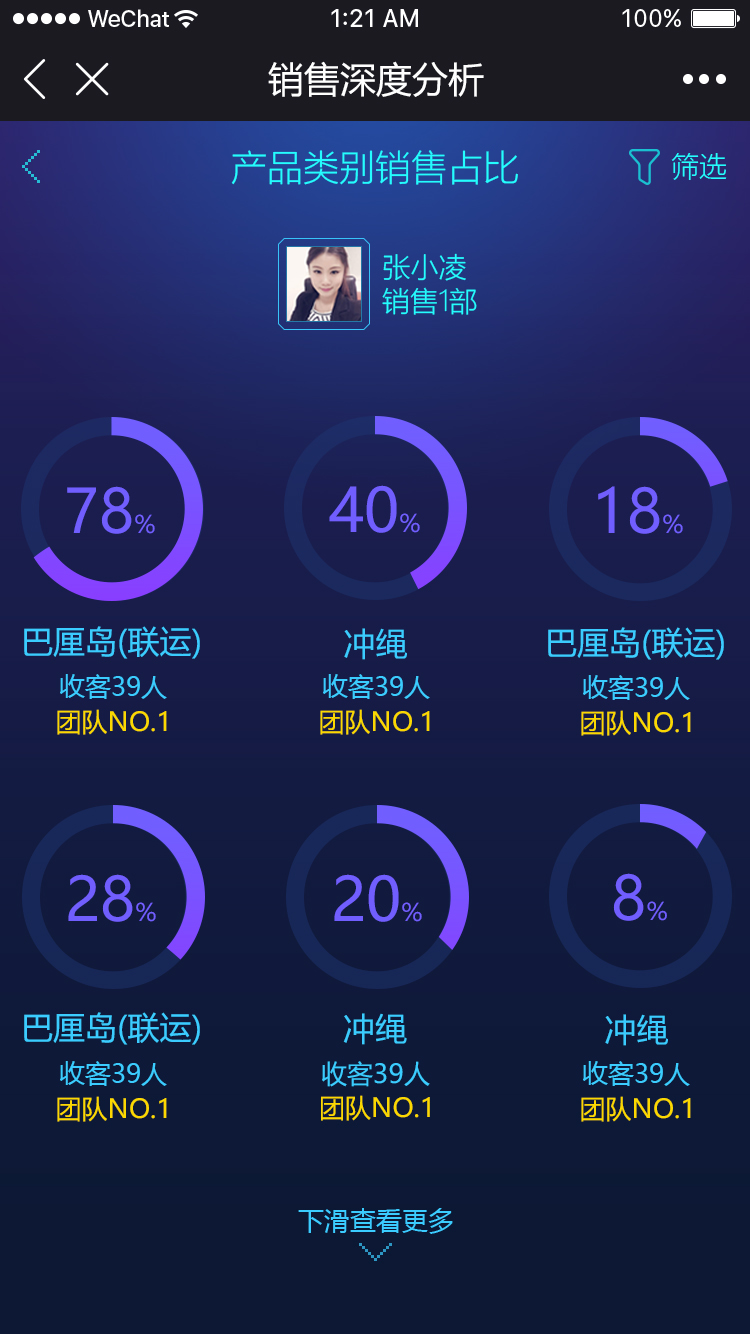 WeChat 1:21 AM 100%
销售深度分析
产品类别销售占比 筛选
张小凌
销售1部
78% 40% 18%
巴厘岛(联运) 冲绳 巴厘岛(联运)
收客39人 收客39人 收客39人
团队NO.1 团队NO.1 团队NO.1
28% 20% 8%
巴厘岛(联运) 冲绳 冲绳
收客39人 收客39人 收客39人
团队NO.1 团队NO.1 团队NO.1
下滑查看更多